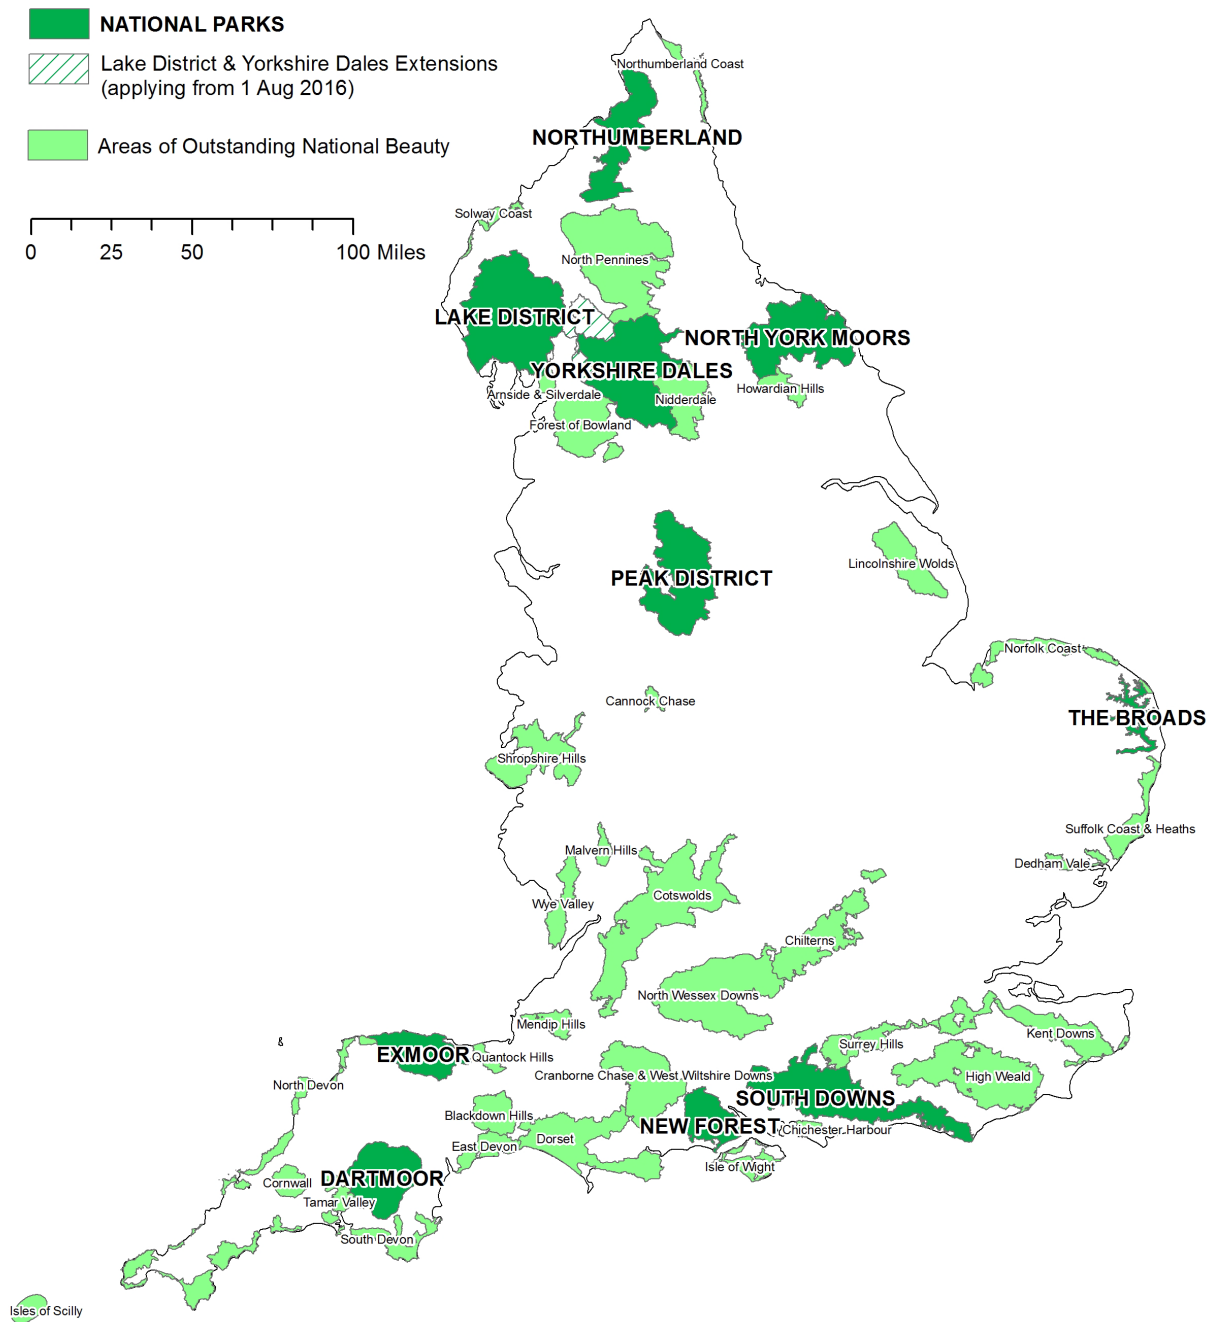 NATIONAL PARKS
Lake District & Yorkshire Dales Extensions
(applying from 1 Aug 2016)
Areas of Outstanding National Beauty
0 25 50 100 Miles
Northumberland Coast
NORTHUMBERLAND
Solway Coast
North Pennines
LAKE DISTRICT
NORTH YORK MOORS
YORKSHIRE DALES
Howardian Hills
Arnside & Silverdale
Nidderdale
Forest of Bowland
Lincolnshire Wolds
PEAK DISTRICT
Norfolk Coast
Cannock Chase
THE BROADS
Shropshire Hills
Suffolk Coast & Heaths
Malvern Hills
Dedham Vale
Cotswolds
Wye Valley
Chilterns
North Wessex Downs
Mendip Hills
Kent Downs
Surrey Hills
EXMOOR
Quantock Hills
Cranborne Chase & West Wiltshire Downs
High Weald
North Devon
SOUTH DOWNS
Blackdown Hills
NEW FOREST
Chichester Harbour
East Devon
Dorset
Isle of Wight
DARTMOOR
Cornwall
Tamar Valley
South Devon
Isles of Scilly